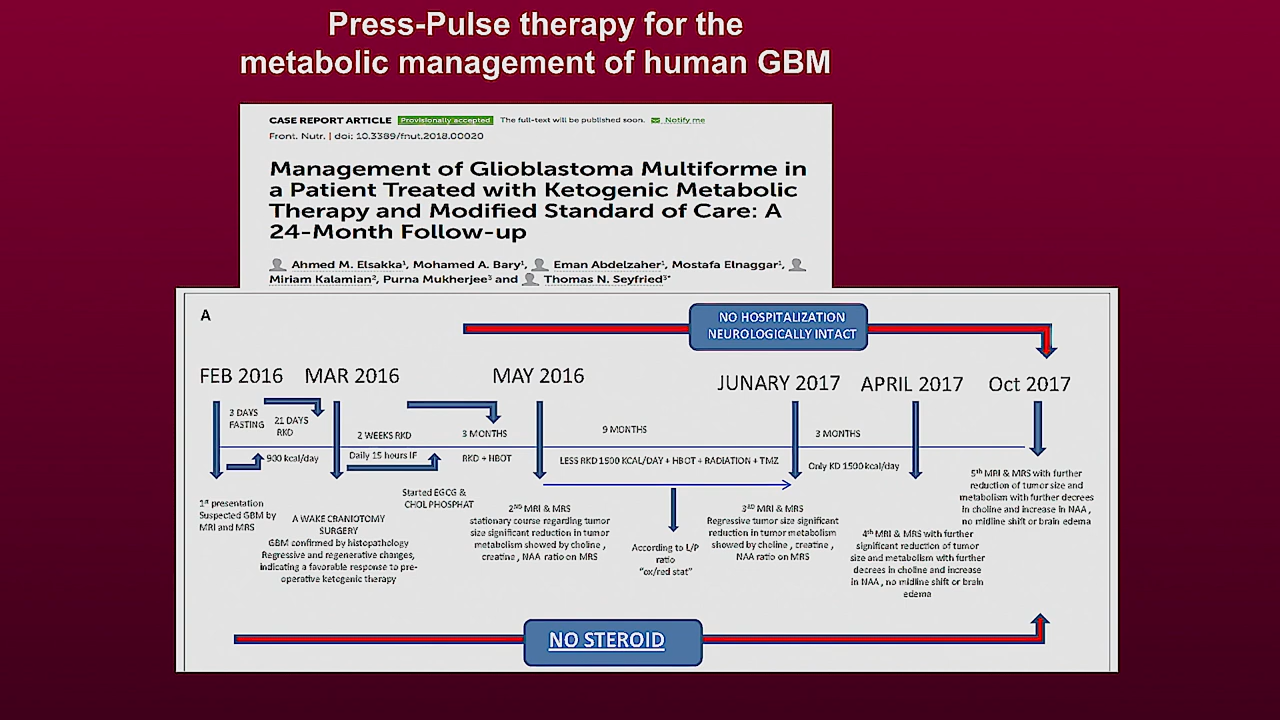 Press-Pulse therapy for the
metabolic management of human GBM
CASE REPORT ARTICLE Provisionally accepted The full-text will be published soon. Notify me
Front. Nutr. | doi: 10.3389/fnut.2018.00020
Management of Glioblastoma Multiforme in
a Patient Treated with Ketogenic Metabolic
Therapy and Modified Standard of Care: A
24-Month Follow-up
Ahmed M. Elsakka¹, Mohamed A. Bary¹, Eman Abdelzaher¹, Mostafa Elnaggar¹,
Miriam Kalamian², Purna Mukherjee³ and Thomas N. Seyfried³*
A
NO HOSPITALIZATION
NEUROLOGICALLY INTACT
FEB 2016 MAR 2016 MAY 2016 JUNARY 2017 APRIL 2017 Oct 2017
3 DAYS
FASTING
21 DAYS
RKD
900 kcal/day
2 WEEKS RKD
Daily 15 hours IF
3 MONTHS
RKD + HBOT
9 MONTHS
LESS RKD 1500 KCAL/DAY + HBOT + RADIATION + TMZ
3 MONTHS
Only KD 1500kcal/day
1st presentation
Suspected GBM by
MRI and MRS
A WAKE CRANIOTOMY
SURGERY
GBM confirmed by histopathology
Regressive and regenerative changes,
indicating a favorable response to pre-
operative ketogenic therapy
Started EGCG &
CHOL PHOSPHAT
2ND MRI & MRS
stationary course regarding tumor
size significant reduction in tumor
metabolism showed by choline ,
creatine , NAA ratio on MRS
According to L/P
ratio
"ox/red stat"
3RD MRI & MRS
Regressive tumor size significant
reduction in tumor metabolism
showed by choline , creatine ,
NAA ratio on MRS
4th MRI & MRS with further
significant reduction of tumor
size and metabolism with further
decrees in choline and increase
in NAA , no midline shift or brain
edema
5th MRI & MRS with further
reduction of tumor size and
metabolism with further decrees
in choline and increase in NAA ,
no midline shift or brain edema
NO STEROID